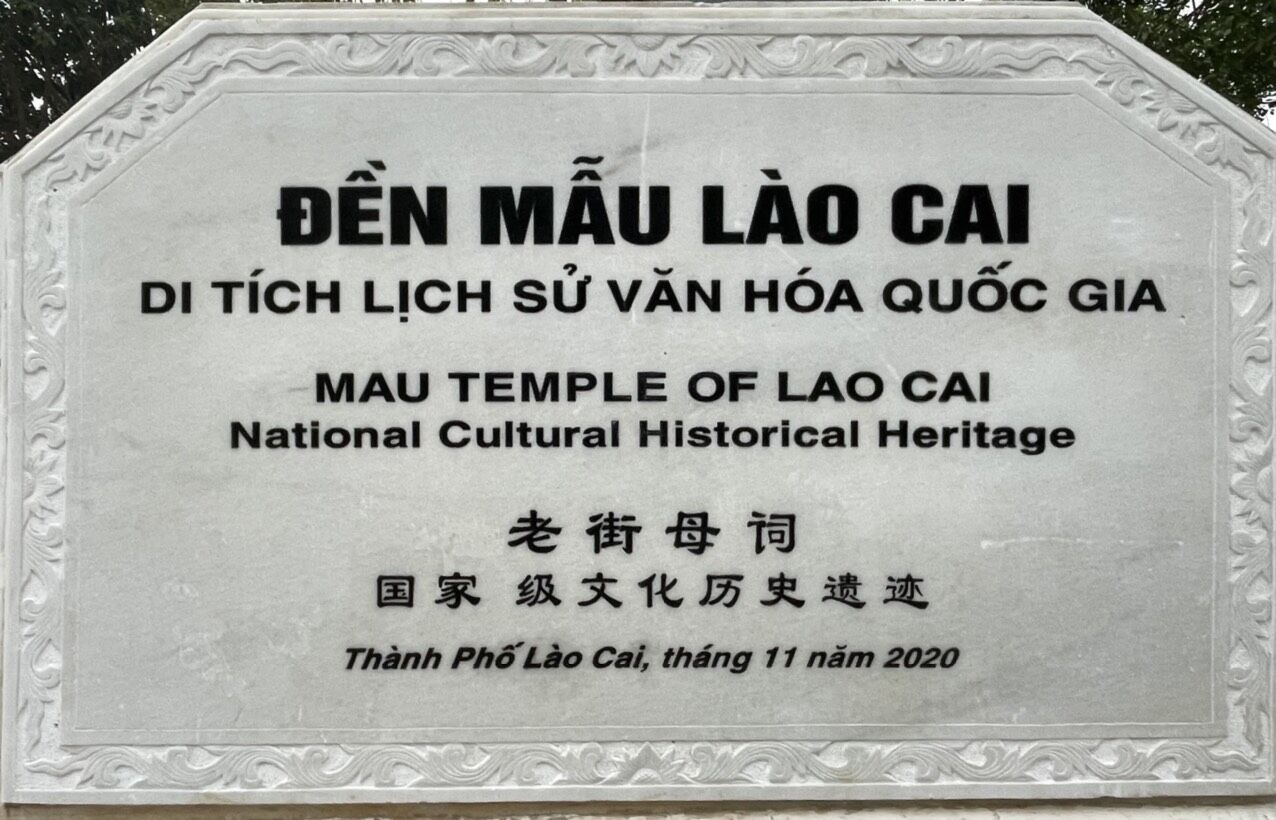 ĐỀN MẪU LÀO CAI
DI TÍCH LỊCH SỬ VĂN HÓA QUỐC GIA
MAU TEMPLE OF LAO CAI
National Cultural Historical Heritage
老街母词
国家 级文化历史遗迹
Thành Phố Lào Cai, tháng 11 năm 2020